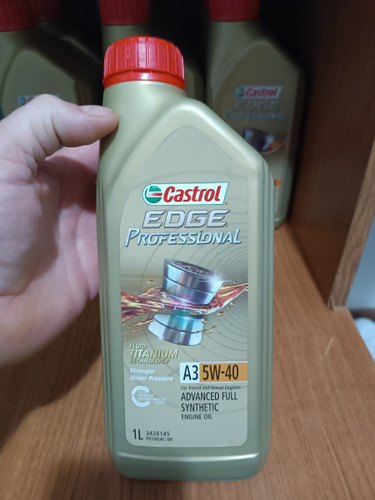 Castrol
EDGE
PROFESSIONAL
Castrol
EDGE
PROFESSIONAL
FLUID
TITANIUM
TECHNOLOGY
Stronger
Under Pressure
A3 5W-40
For Petrol and Diesel Engines
ADVANCED FULL
SYNTHETIC
ENGINE OIL
1L
3428145